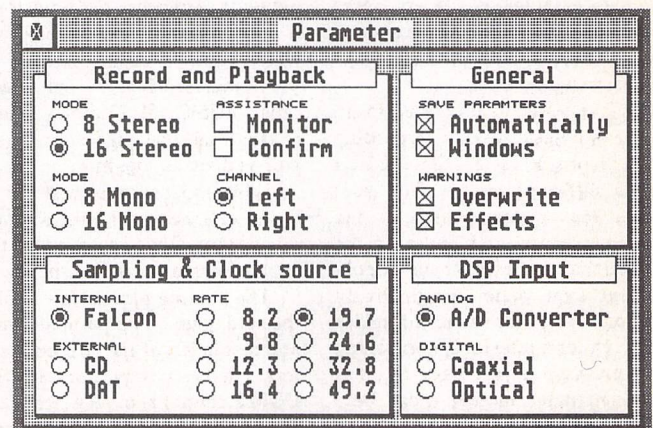 Parameter
Record and Playback
MODE
8 Stereo
16 Stereo
ASSISTANCE
Monitor
Confirm
MODE
8 Mono
16 Mono
CHANNEL
Left
Right
General
SAVE PARAMTERS
Automatically
Windows
WARNINGS
Overwrite
Effects
Sampling & Clock source
INTERNAL
Falcon
EXTERNAL
CD
DAT
RATE
8.2 19.7
9.8 24.6
12.3 32.8
16.4 49.2
DSP Input
ANALOG
A/D Converter
DIGITAL
Coaxial
Optical